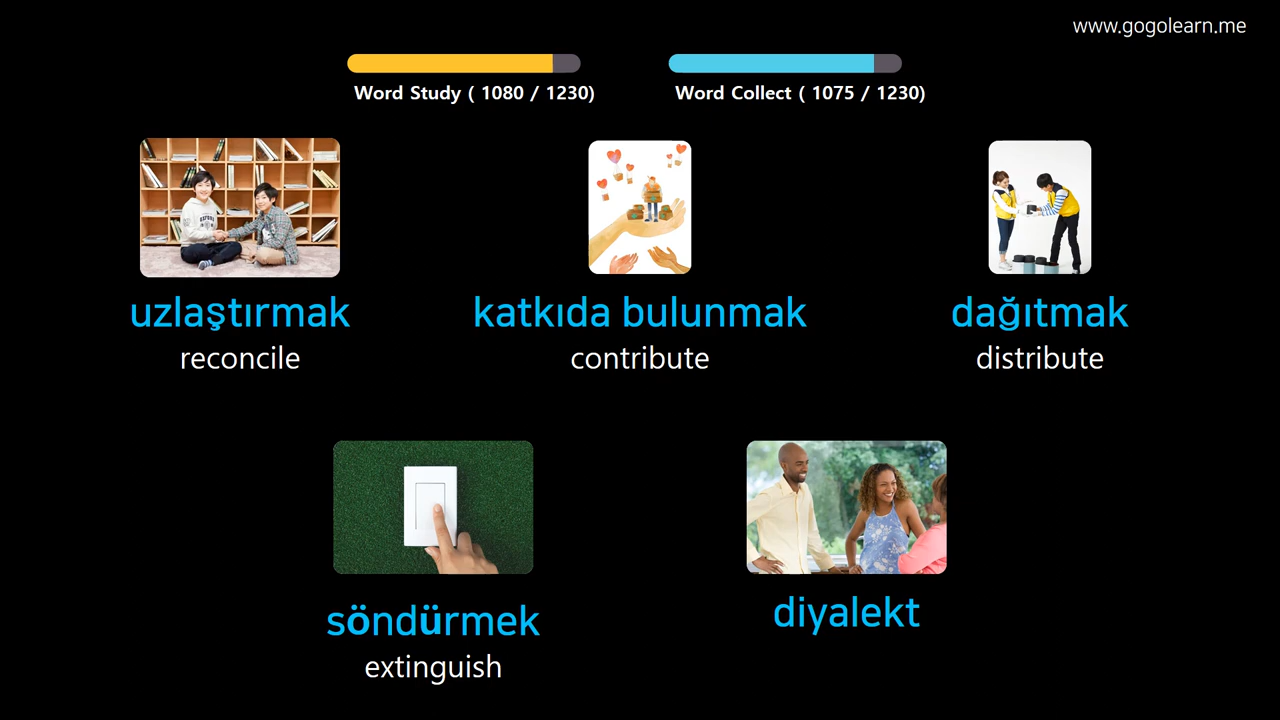 www.gogolearn.me
Word Study ( 1080 / 1230)
Word Collect ( 1075 / 1230)
uzlaştırmak
reconcile
katkıda bulunmak
contribute
dağıtmak
distribute
söndürmek
extinguish
diyalekt